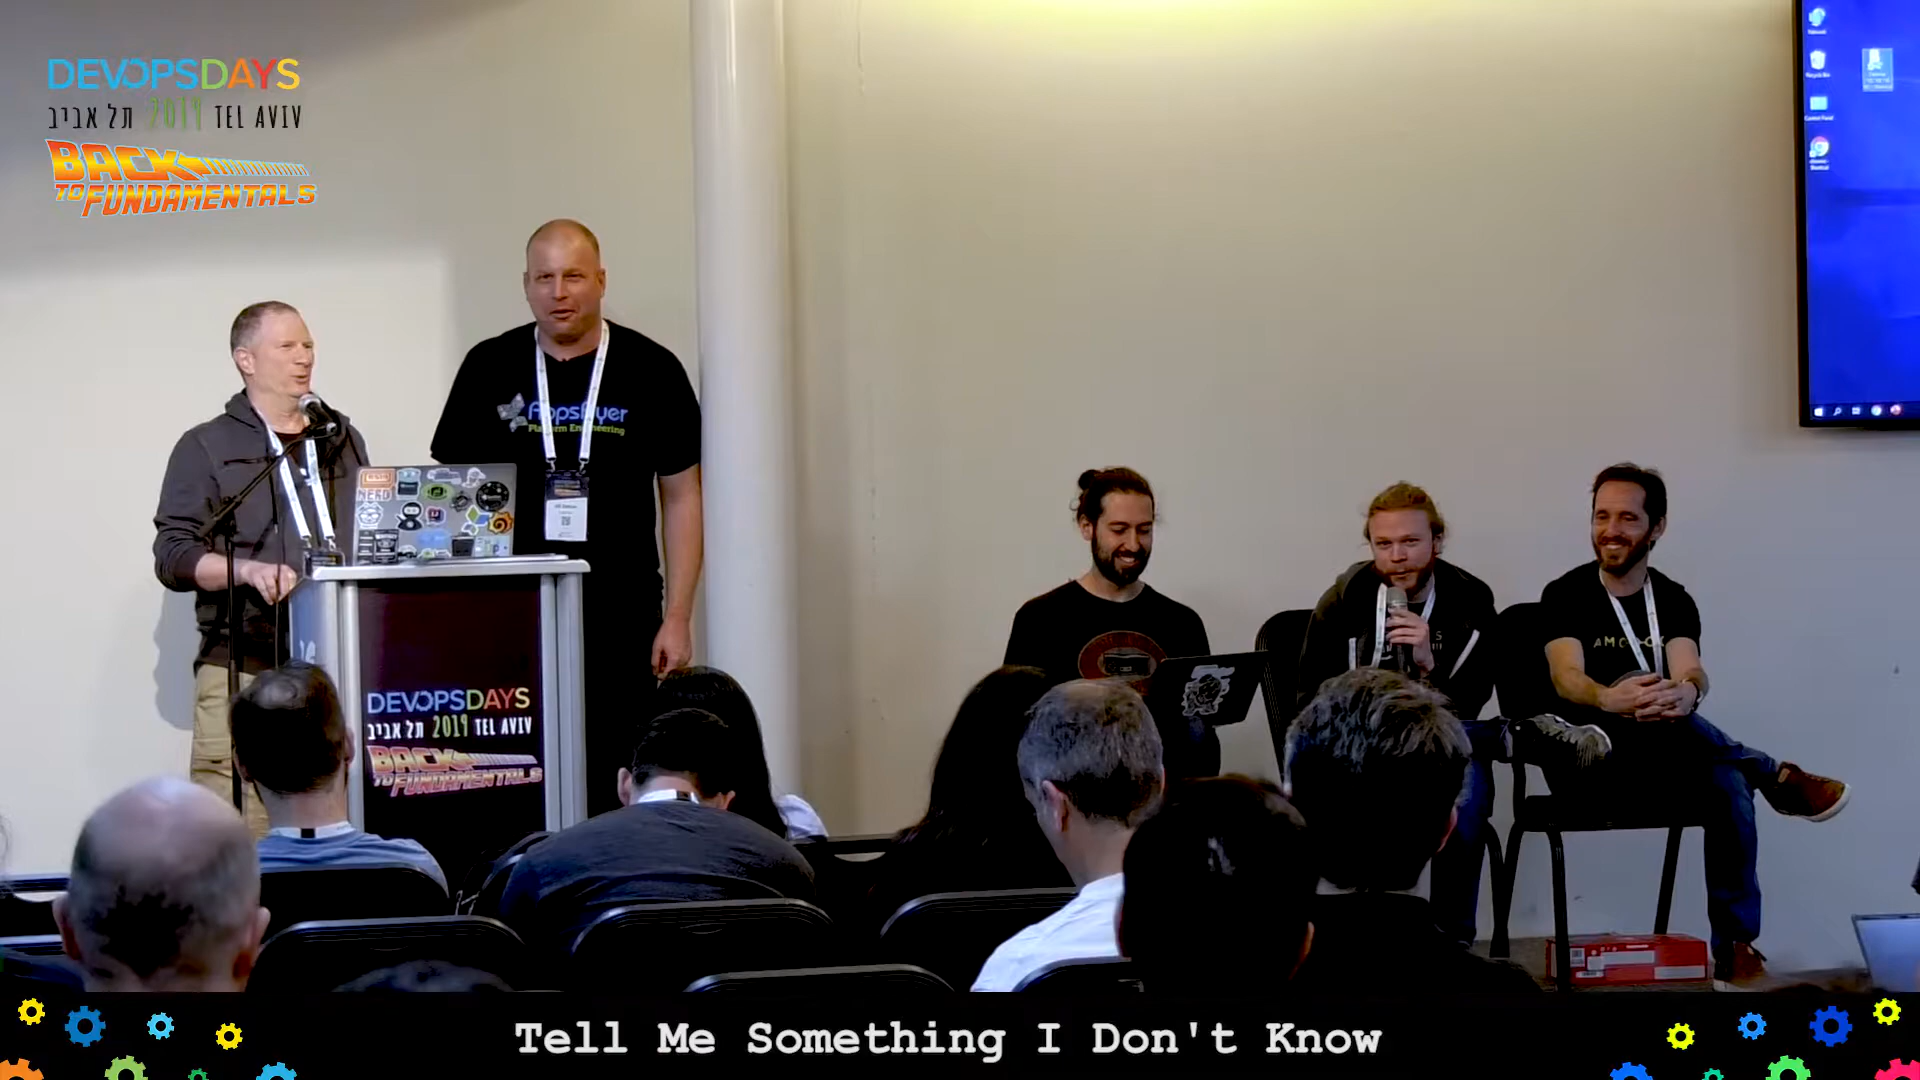 DEVOPSDAYS
תל אביב 2019 TEL AVIV
BACK
TO FUNDAMENTALS
AppsFlyer
Platform Engineering
NERD
DEVOPSDAYS
תל אביב 2019 TEL AVIV
BACK
TO FUNDAMENTALS
Tell Me Something I Don't Know